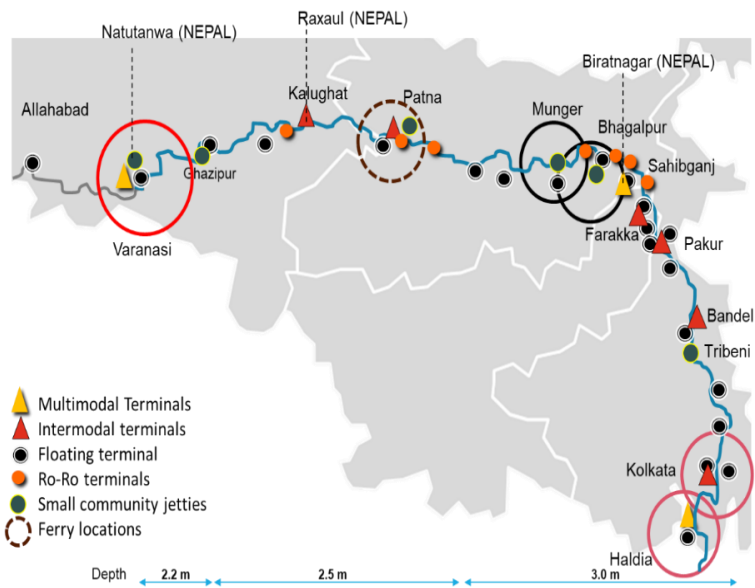 Natutanwa (NEPAL)
Raxaul (NEPAL)
Biratnagar (NEPAL)
Allahabad
Kalughat
Patna
Munger
Bhagalpur
Ghazipur
Sahibganj
Varanasi
Farakka
Pakur
Bandel
Tribeni
Multimodal Terminals
Intermodal terminals
Floating terminal
Ro-Ro terminals
Small community jetties
Ferry locations
Kolkata
Haldia
Depth 2.2 m 2.5 m 3.0 m